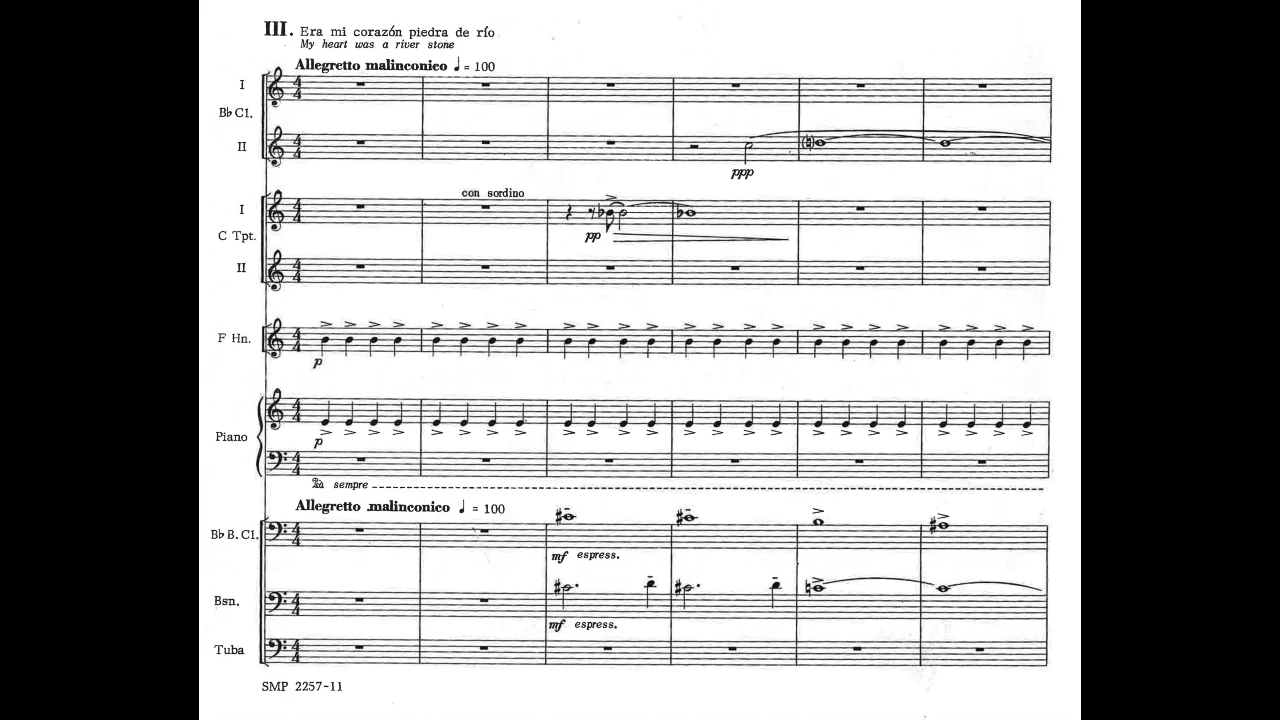 III. Era mi corazón piedra de río
My heart was a river stone
Allegretto malinconico ♩ = 100
I
B♭ Cl.
II
ppp
con sordino
I
pp
C Tpt.
II
F Hn.
p
Piano
p
sempre
Allegretto malinconico ♩ = 100
B♭ B. Cl.
mf espress.
Bsn.
mf espress.
Tuba
SMP 2257-11